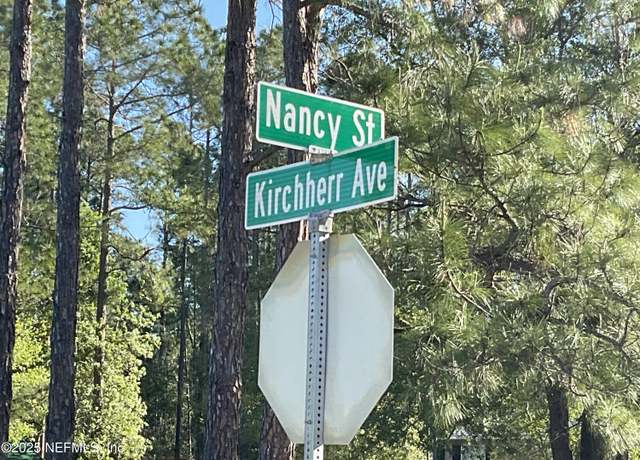 Nancy St
Kirchherr Ave
©2025 NEFMLS, Inc